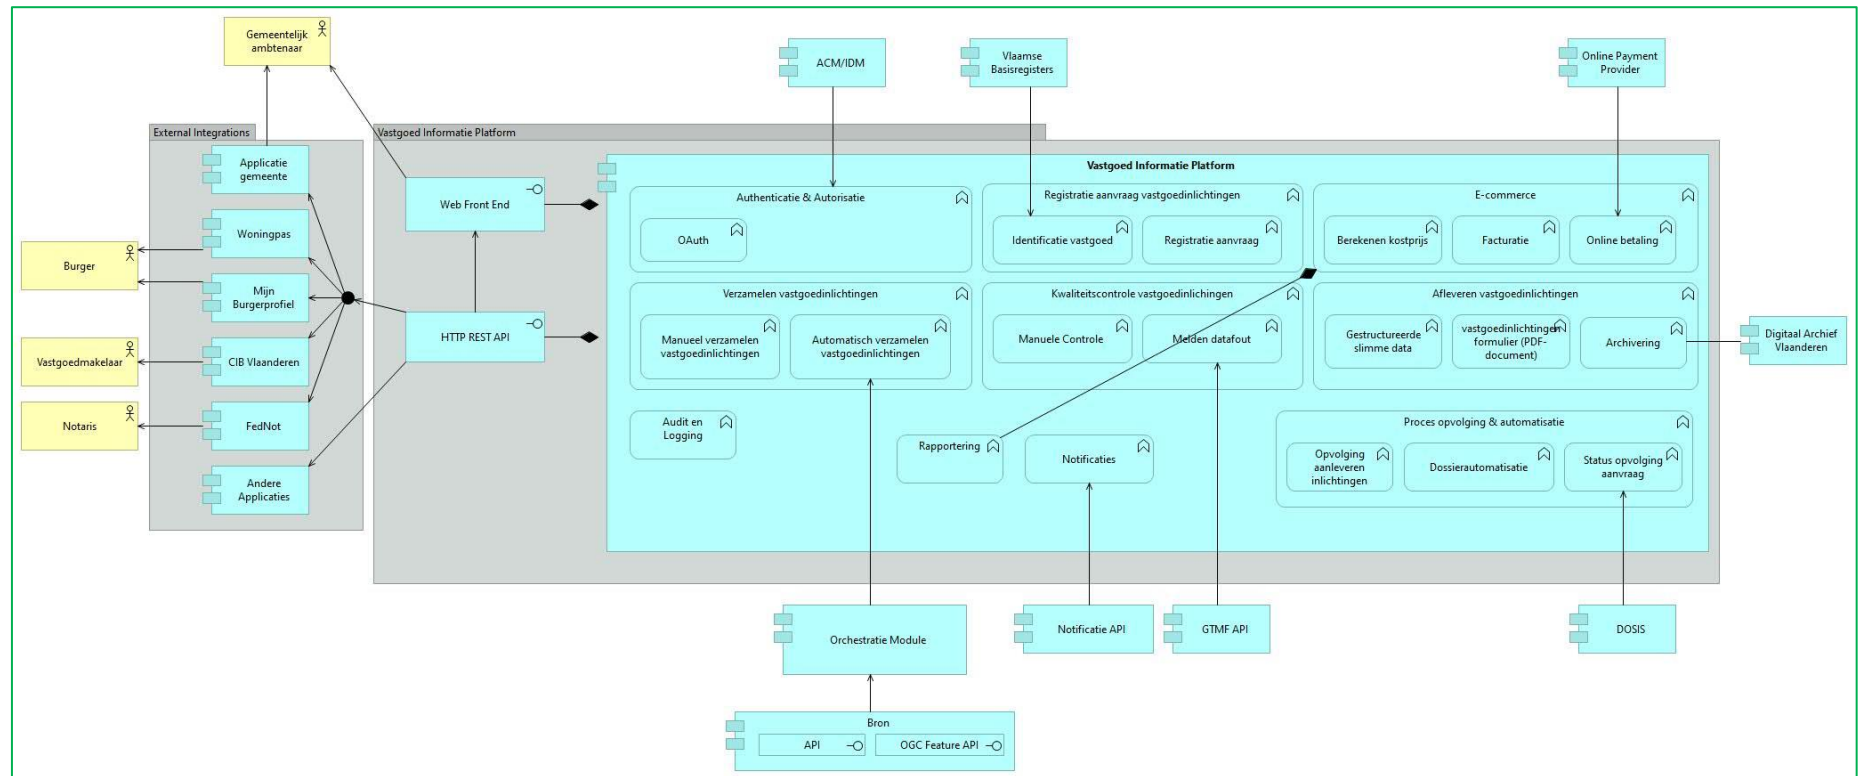 Gemeentelijk
ambtenaar
ACM/IDM
Vlaamse
Basisregisters
Online Payment
Provider
External Integrations
Vastgoed Informatie Platform
Applicatie
gemeente
Woningpas
Mijn
Burgerprofiel
CIB Vlaanderen
FedNot
Andere
Applicaties
Burger
Vastgoedmakelaar
Notaris
Web Front End
HTTP REST API
Vastgoed Informatie Platform
Authenticatie & Autorisatie
OAuth
Registratie aanvraag vastgoedinlichtingen
Identificatie vastgoed
Registratie aanvraag
E-commerce
Berekenen kostprijs
Facturatie
Online betaling
Verzamelen vastgoedinlichtingen
Manueel verzamelen
vastgoedinlichtingen
Automatisch verzamelen
vastgoedinlichtingen
Kwaliteitscontrole vastgoedinlichingen
Manuele Controle
Melden datafout
Afleveren vastgoedinlichtingen
Gestructureerde
slimme data
vastgoedinlichtingen
formulier (PDF-
document)
Archivering
Digitaal Archief
Vlaanderen
Audit en
Logging
Rapportering
Notificaties
Proces opvolging & automatisatie
Opvolging
aanleveren
inlichtingen
Dossierautomatisatie
Status opvolging
aanvraag
Orchestratie Module
Notificatie API
GTMF API
DOSIS
Bron
API
OGC Feature API